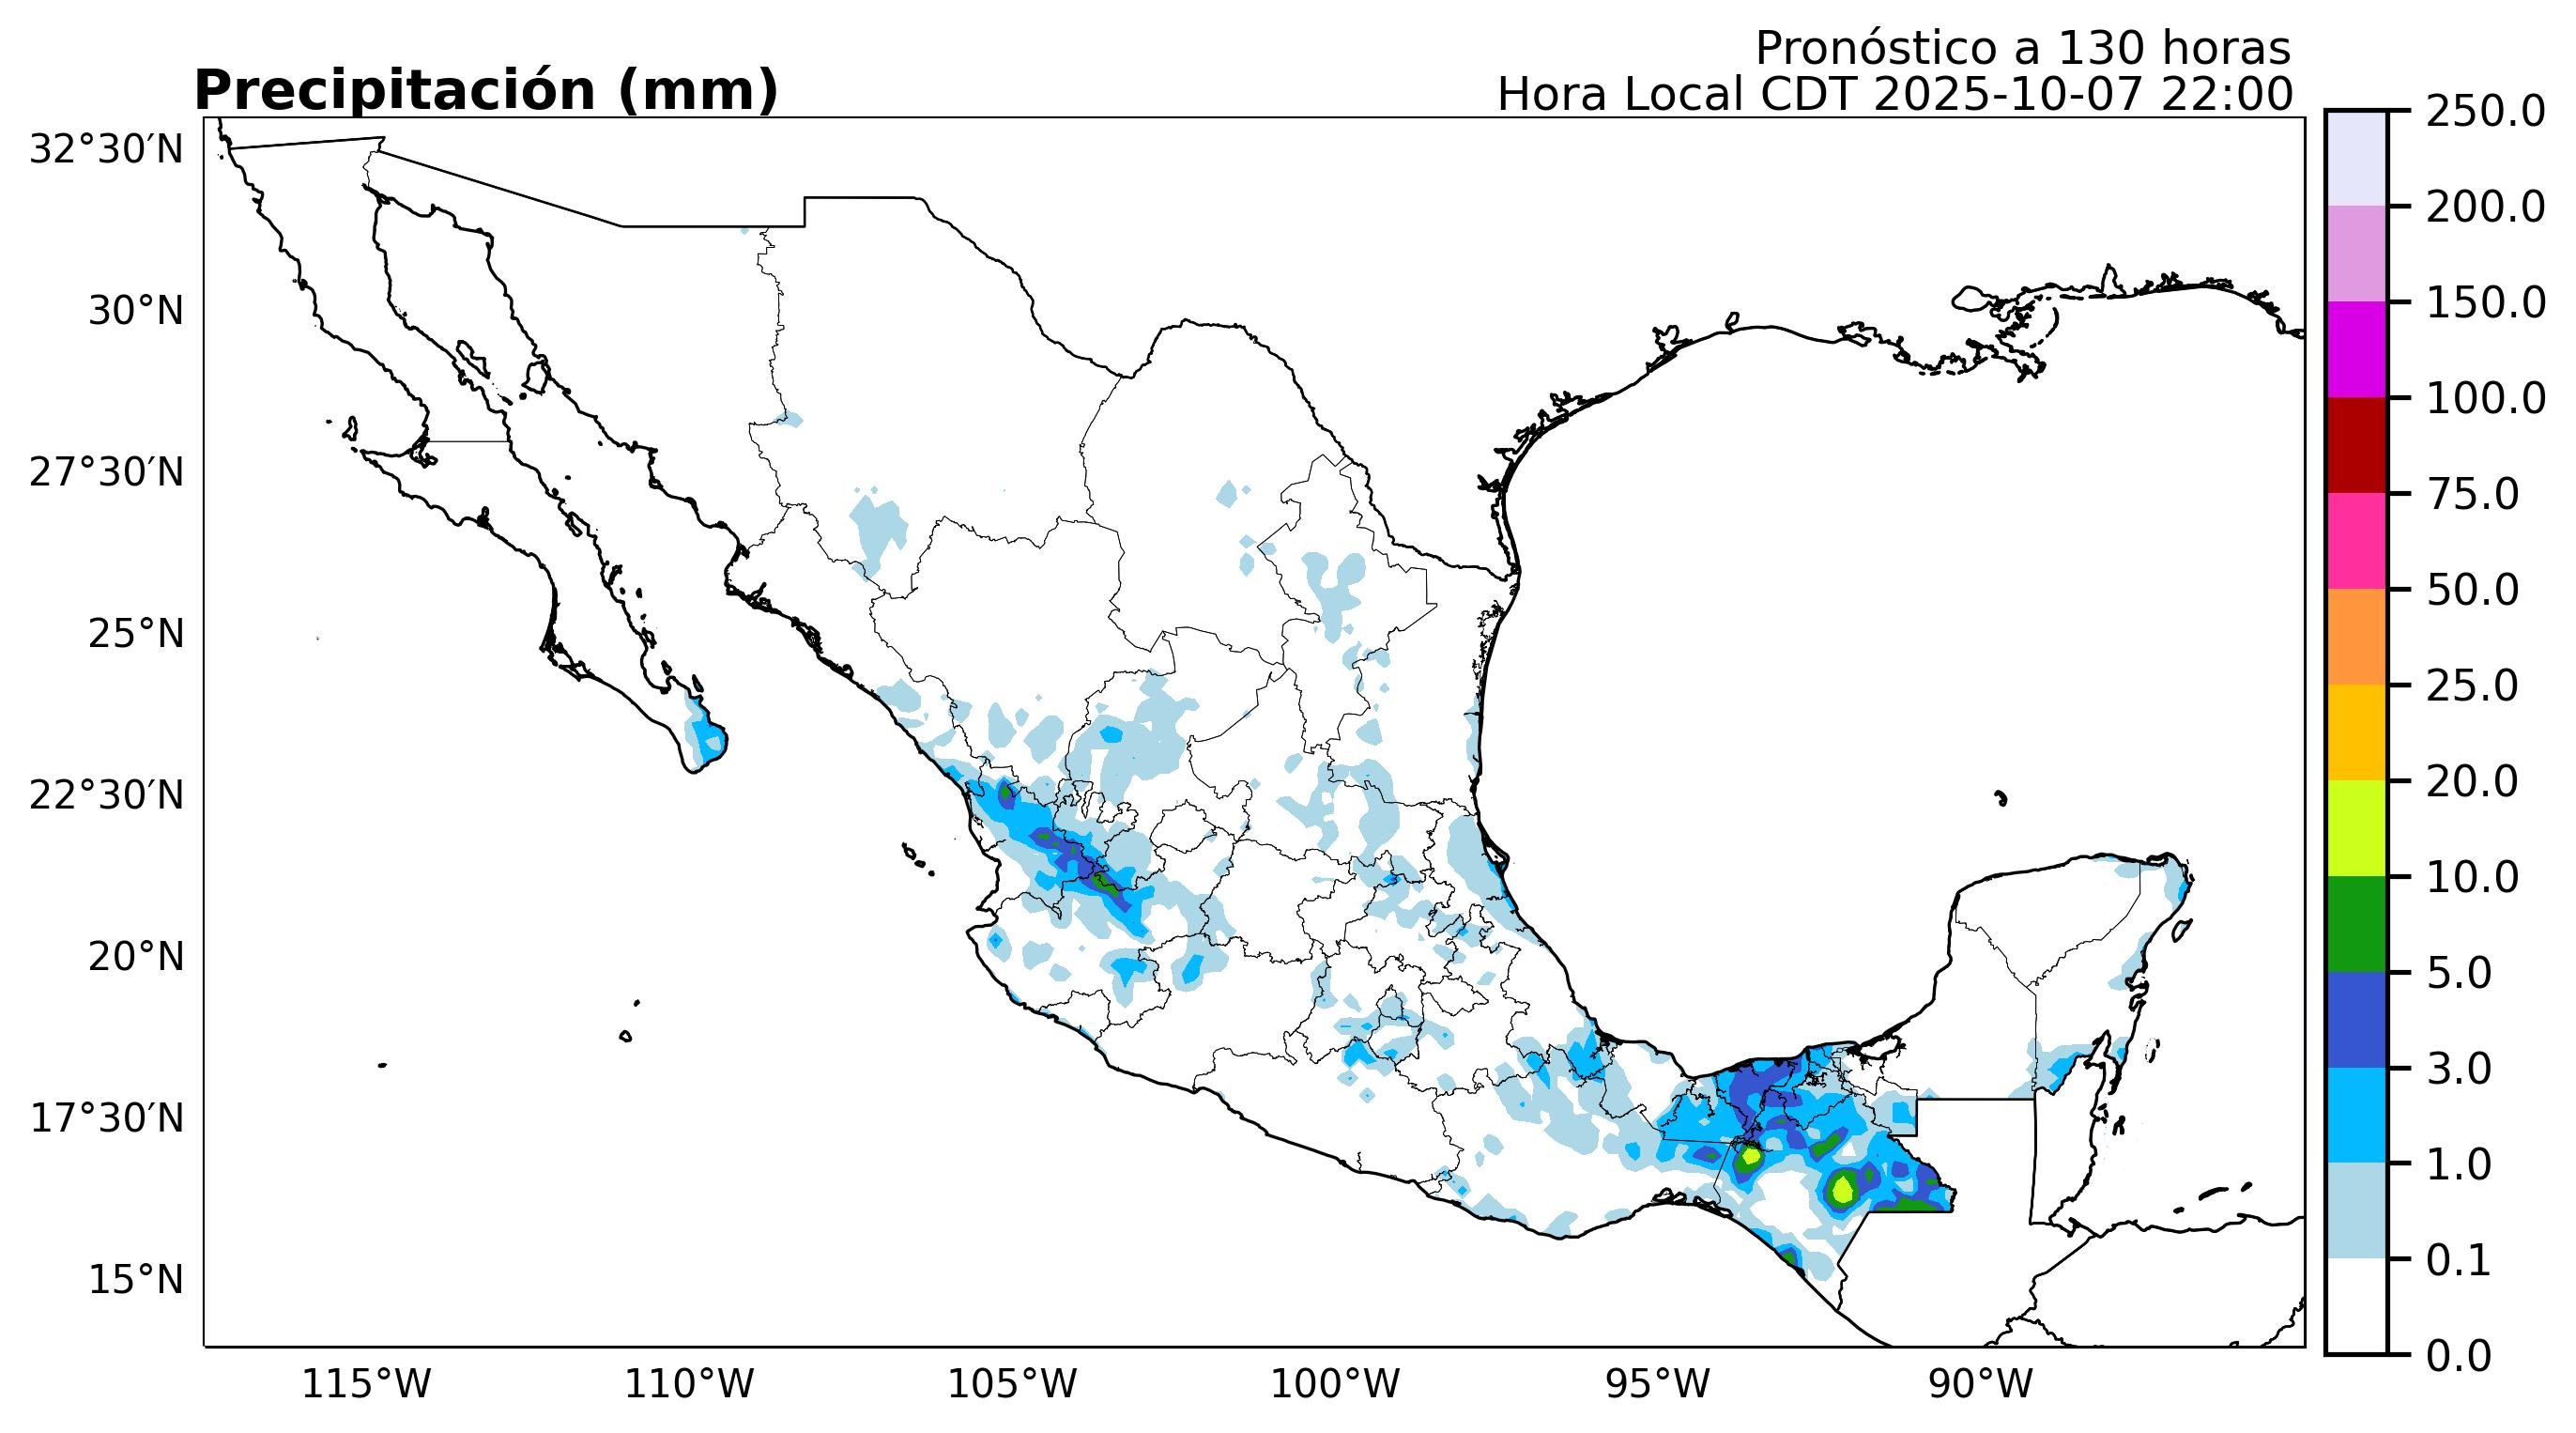 Pronóstico a 130 horas
Precipitación (mm)
Hora Local CDT 2025-10-07 22:00
32°30′N
30°N
27°30′N
25°N
22°30′N
20°N
17°30′N
15°N
115°W
110°W
105°W
100°W
95°W
90°W
250.0
200.0
150.0
100.0
75.0
50.0
25.0
20.0
10.0
5.0
3.0
1.0
0.1
0.0